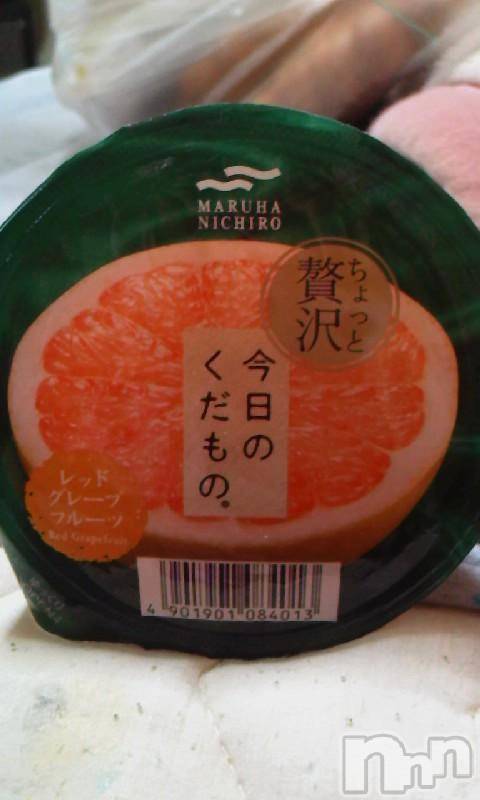 MARUHA
NICHIRO
ちょっと
贅沢
今日の
くだもの。
レッド
グレープ
フルーツ
Red Grapefruit
4 901901 084013
nnn